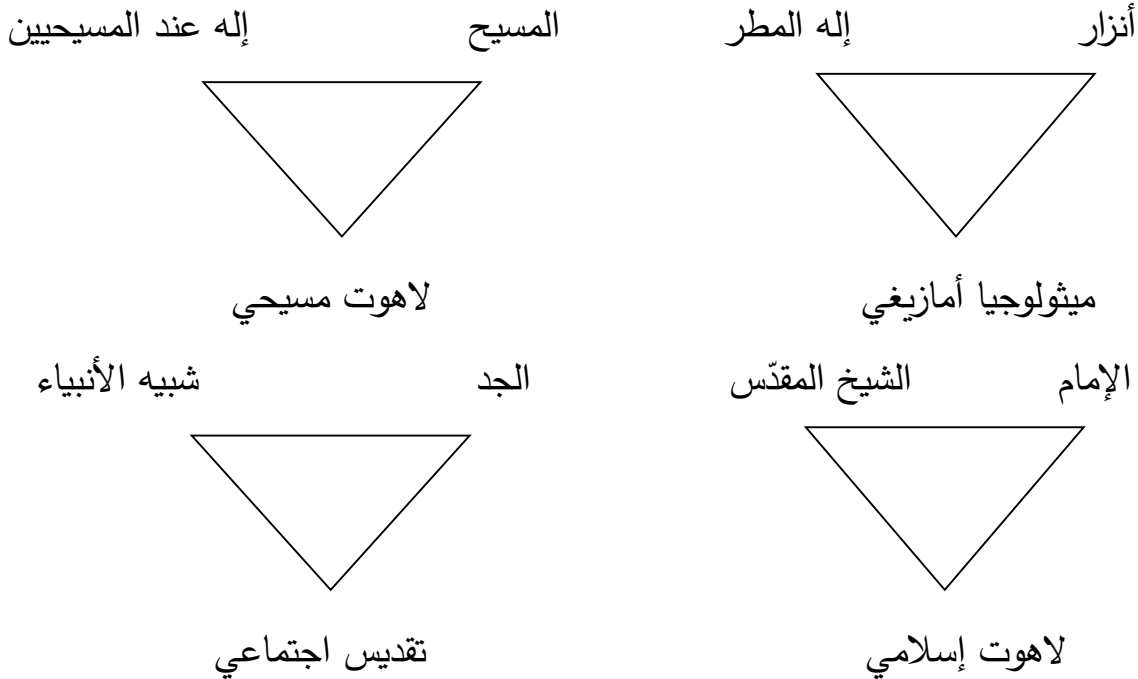 أنزار إله المطر المسيح إله عند المسيحيين
ميثولوجيا أمازيغي لاهوت مسيحي
الإمام الشيخ المقدّس الجد شبيه الأنبياء
لاهوت إسلامي تقديس اجتماعي